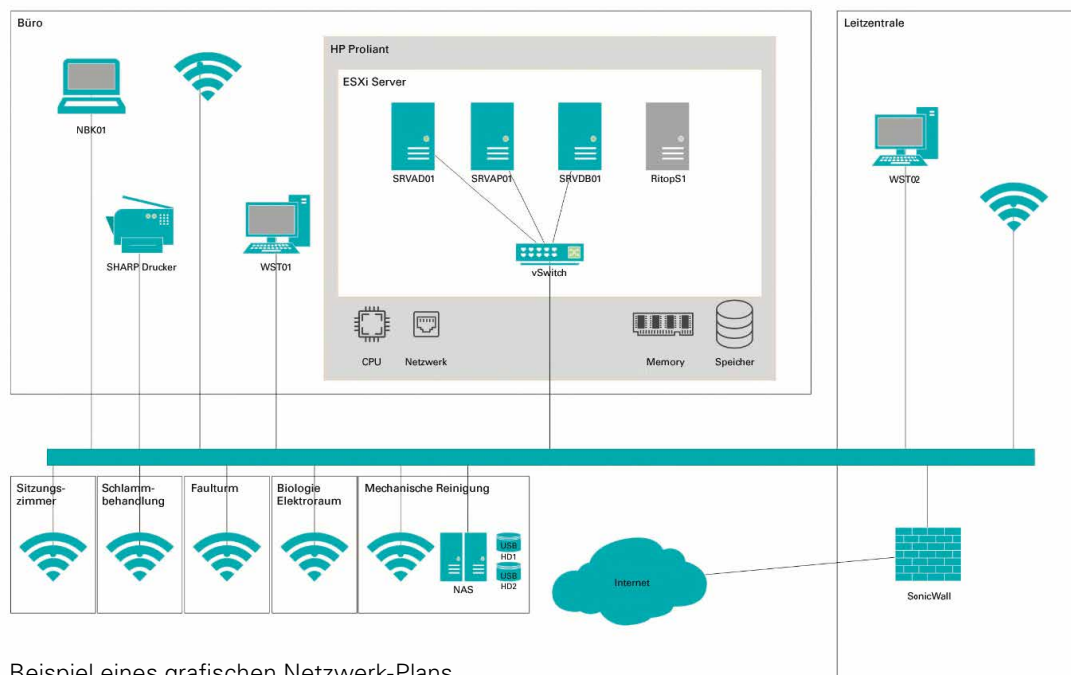 Büro
Leitzentrale
HP Proliant
ESXi Server
NBK01
SRVAD01
SRVAP01
SRVDB01
RitopS1
WST02
SHARP Drucker
WST01
vSwitch
CPU
Netzwerk
Memory
Speicher
Sitzungs-
zimmer
Schlamm-
behandlung
Faulturm
Biologie
Elektroraum
Mechanische Reinigung
USB
HD1
USB
HD2
NAS
Internet
SonicWall
Beispiel eines grafischen Netzwerk-Plans